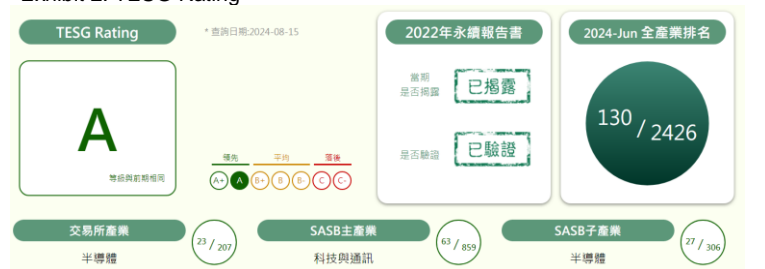 Exhibit 2: TESG Rating
TESG Rating
* 查詢日期:2024-08-15
2022年永續報告書
2024-Jun 全產業排名
A
等級與前期相同
領先 平均 落後
A+ A B+ B B- C C-
當期
是否揭露
已揭露
是否驗證
已驗證
130 / 2426
交易所產業
半導體
23 / 207
SASB主產業
科技與通訊
63 / 859
SASB子產業
半導體
27 / 306